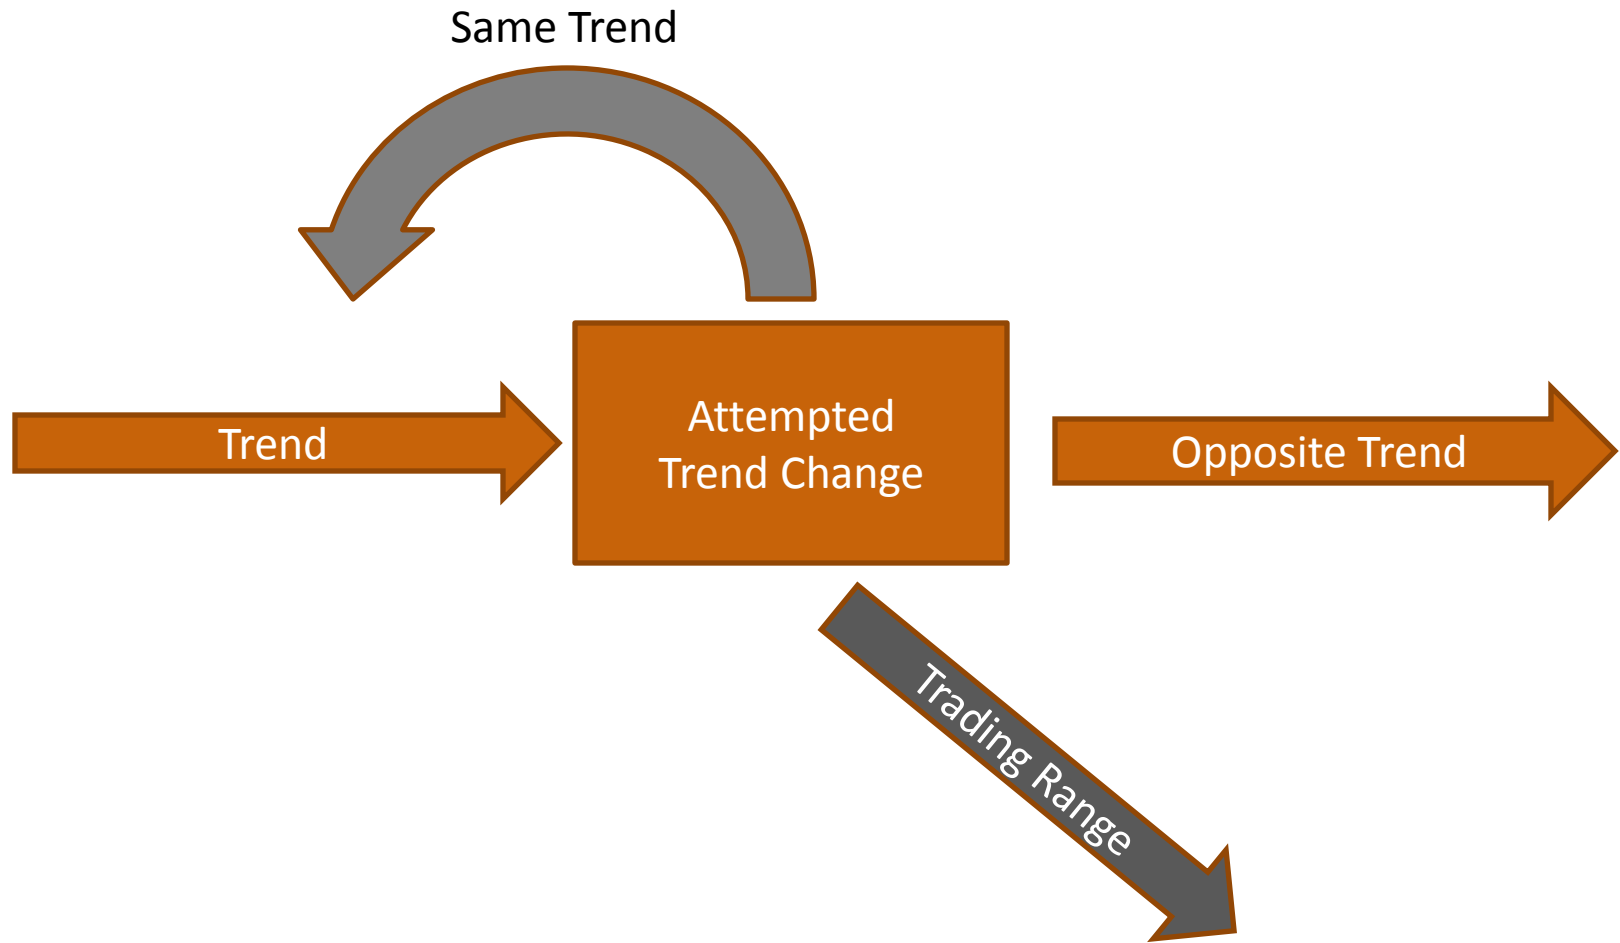 Same Trend
Trend
Attempted
Trend Change
Opposite Trend
Trading Range